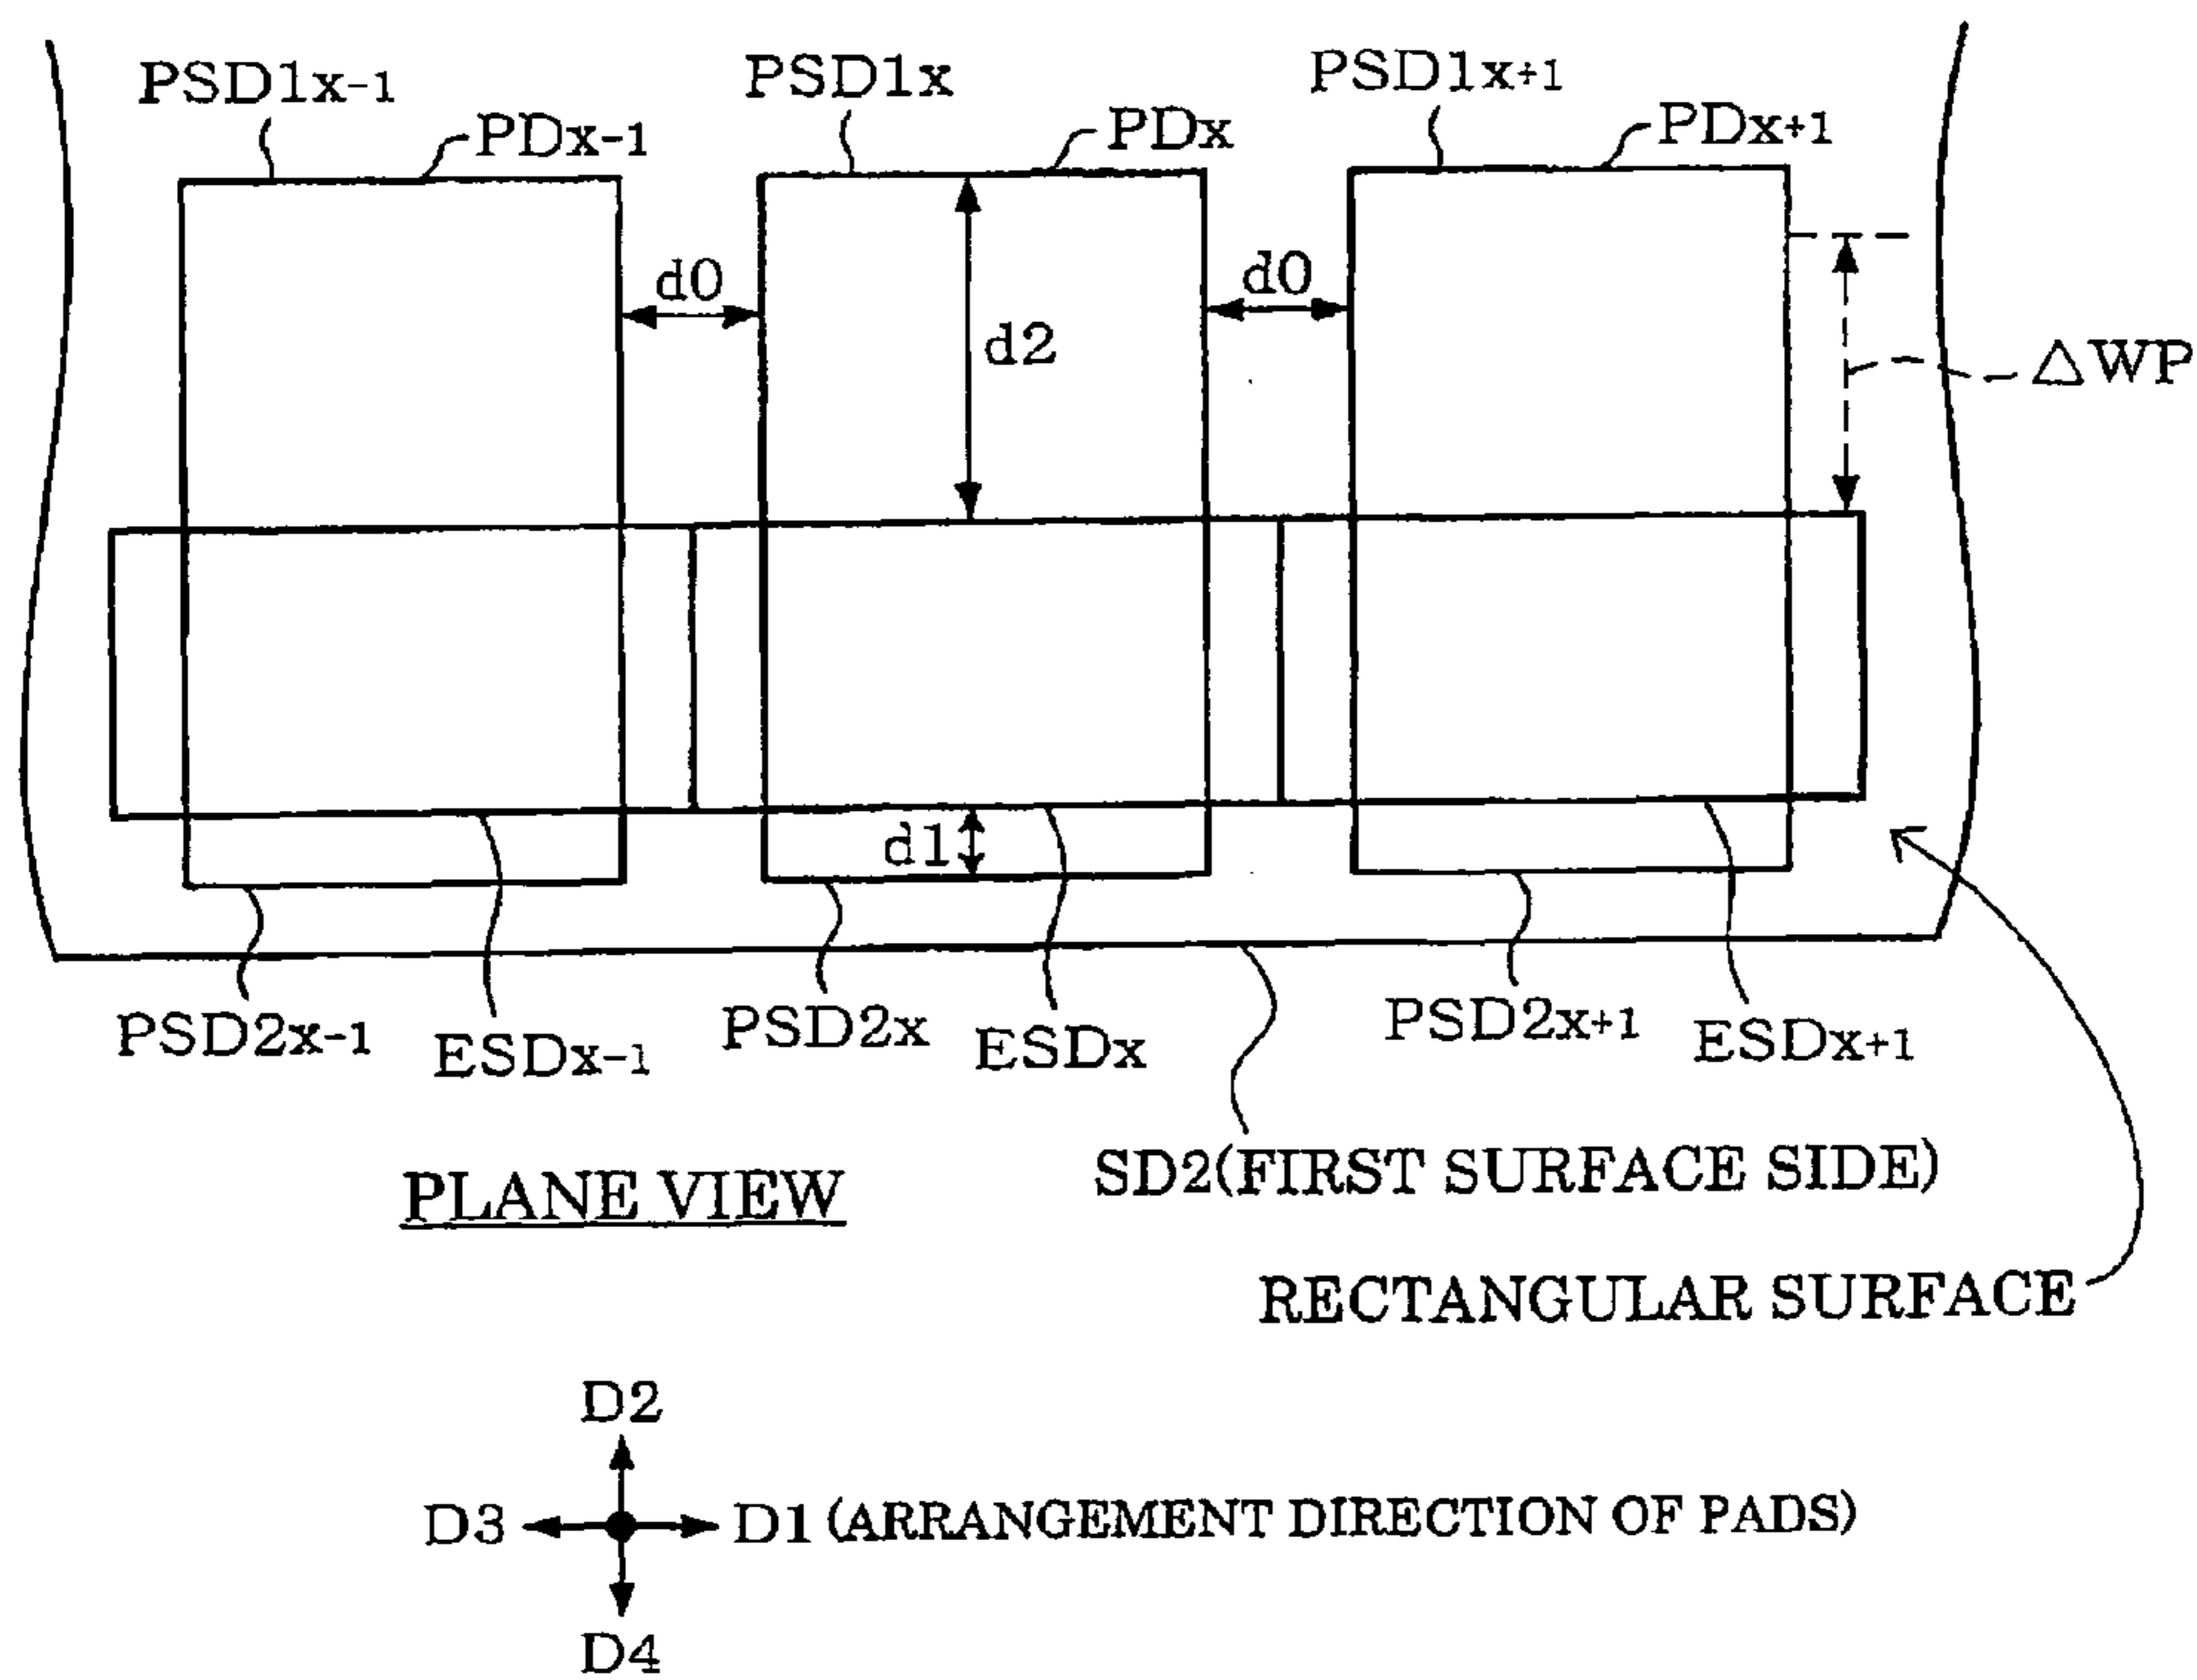 PSD1x-1
PDx-1
PSD1x
PDx
PSD1x+1
PDx+1
d0
d0
d2
△WP
d1
PSD2x-1
ESDx-1
PSD2x
ESDx
PSD2x+1
ESDx+1
SD2(FIRST SURFACE SIDE)
PLANE VIEW
RECTANGULAR SURFACE
D2
D3
D1 (ARRANGEMENT DIRECTION OF PADS)
D4